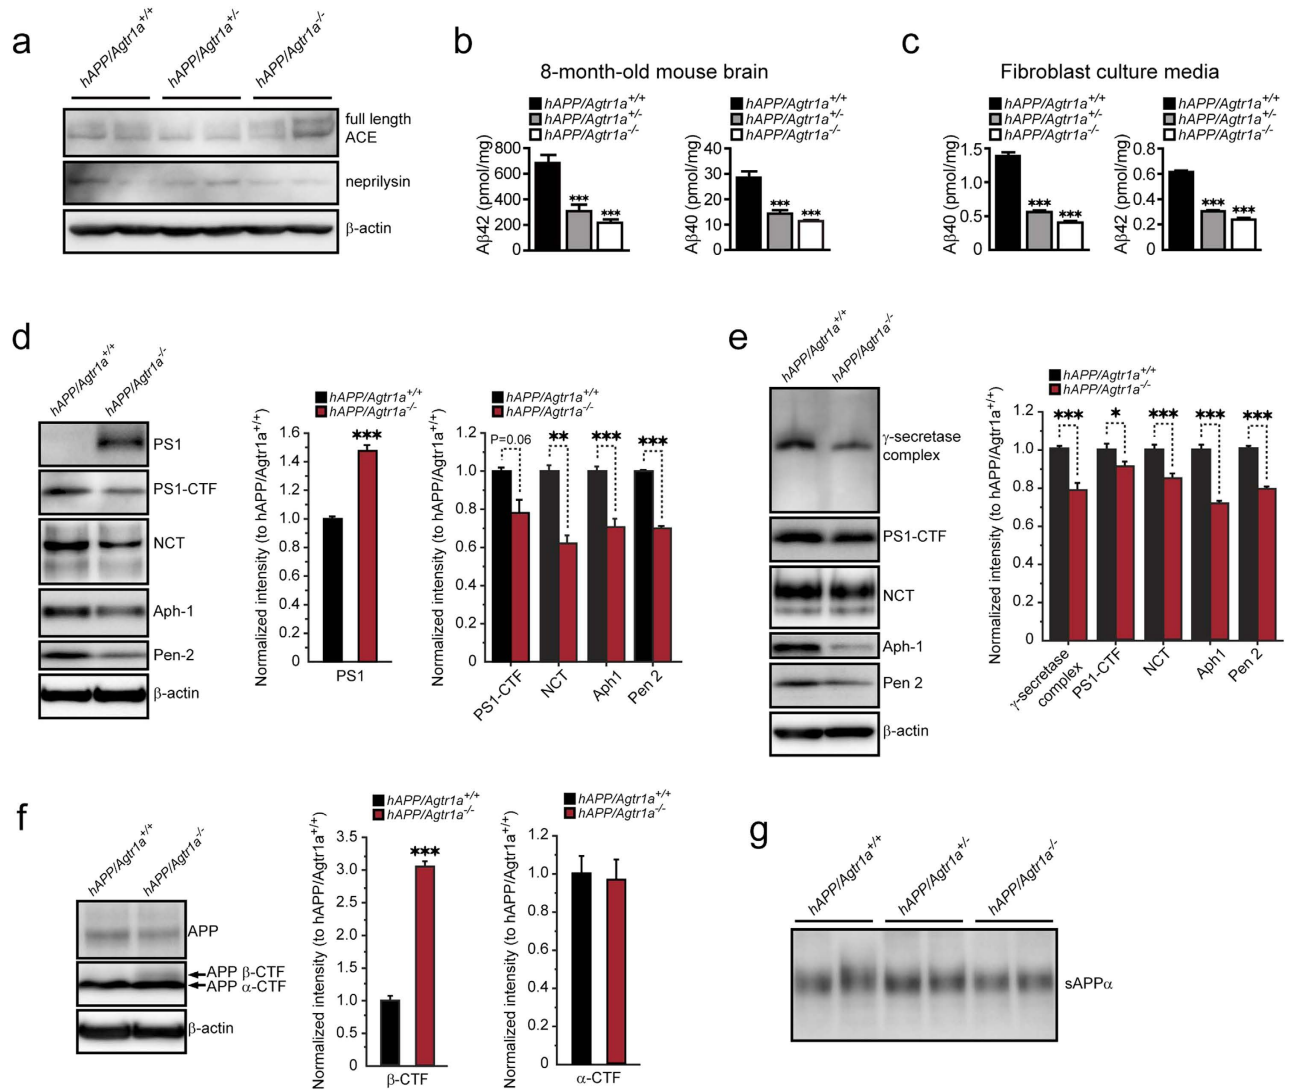 a
hAPP/Agtr1a+/+
hAPP/Agtr1a+/-
hAPP/Agtr1a-/-
full length
ACE
neprilysin
β-actin
b
8-month-old mouse brain
hAPP/Agtr1a+/+
hAPP/Agtr1a+/-
hAPP/Agtr1a-/-
Aβ42 (pmol/mg)
800
600
400
200
0
***
***
hAPP/Agtr1a+/+
hAPP/Agtr1a+/-
hAPP/Agtr1a-/-
Aβ40 (pmol/mg)
40
30
20
10
0
***
***
c
Fibroblast culture media
hAPP/Agtr1a+/+
hAPP/Agtr1a+/-
hAPP/Agtr1a-/-
Aβ40 (pmol/mg)
1.5
1.0
0.5
0
***
***
hAPP/Agtr1a+/+
hAPP/Agtr1a+/-
hAPP/Agtr1a-/-
Aβ42 (pmol/mg)
0.8
0.6
0.4
0.2
0
***
***
d
hAPP/Agtr1a+/+
hAPP/Agtr1a-/-
PS1
PS1-CTF
NCT
Aph-1
Pen-2
β-actin
hAPP/Agtr1a+/+
hAPP/Agtr1a-/-
Normalized intensity (to hAPP/Agtr1a+/+)
1.6
1.4
1.2
1.0
0.8
0.6
0.4
0.2
0
***
PS1
hAPP/Agtr1a+/+
hAPP/Agtr1a-/-
Normalized intensity (to hAPP/Agtr1a+/+)
1.2
1.0
0.8
0.6
0.4
0.2
0
P=0.06
**
***
***
PS1-CTF
NCT
Aph1
Pen 2
e
hAPP/Agtr1a+/+
hAPP/Agtr1a-/-
γ-secretase
complex
PS1-CTF
NCT
Aph-1
Pen 2
β-actin
hAPP/Agtr1a+/+
hAPP/Agtr1a-/-
Normalized intensity (to hAPP/Agtr1a+/+)
1.2
1.0
0.8
0.6
0.4
0.2
0
***
*
***
***
***
γ-secretase
complex
PS1-CTF
NCT
Aph1
Pen 2
f
hAPP/Agtr1a+/+
hAPP/Agtr1a-/-
APP
APP β-CTF
APP α-CTF
β-actin
hAPP/Agtr1a+/+
hAPP/Agtr1a-/-
Normalized intensity (to hAPP/Agtr1a+/+)
3.5
3.0
2.5
2.0
1.5
1.0
0.5
0
***
β-CTF
hAPP/Agtr1a+/+
hAPP/Agtr1a-/-
Normalized intensity (to hAPP/Agtr1a+/+)
1.2
1.0
0.8
0.6
0.4
0.2
0
α-CTF
g
hAPP/Agtr1a+/+
hAPP/Agtr1a+/-
hAPP/Agtr1a-/-
sAPPα